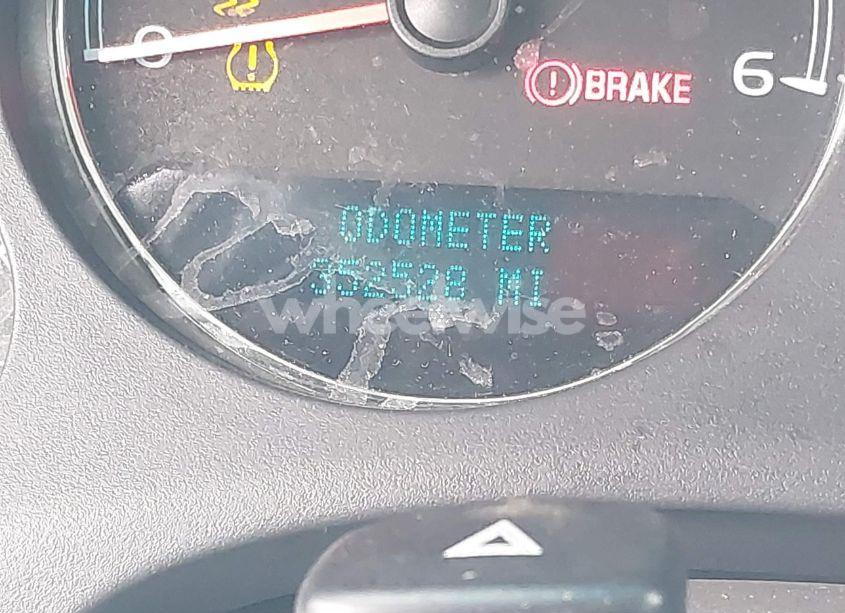 0
6
BRAKE
ODOMETER
352528 MI
wheelwise